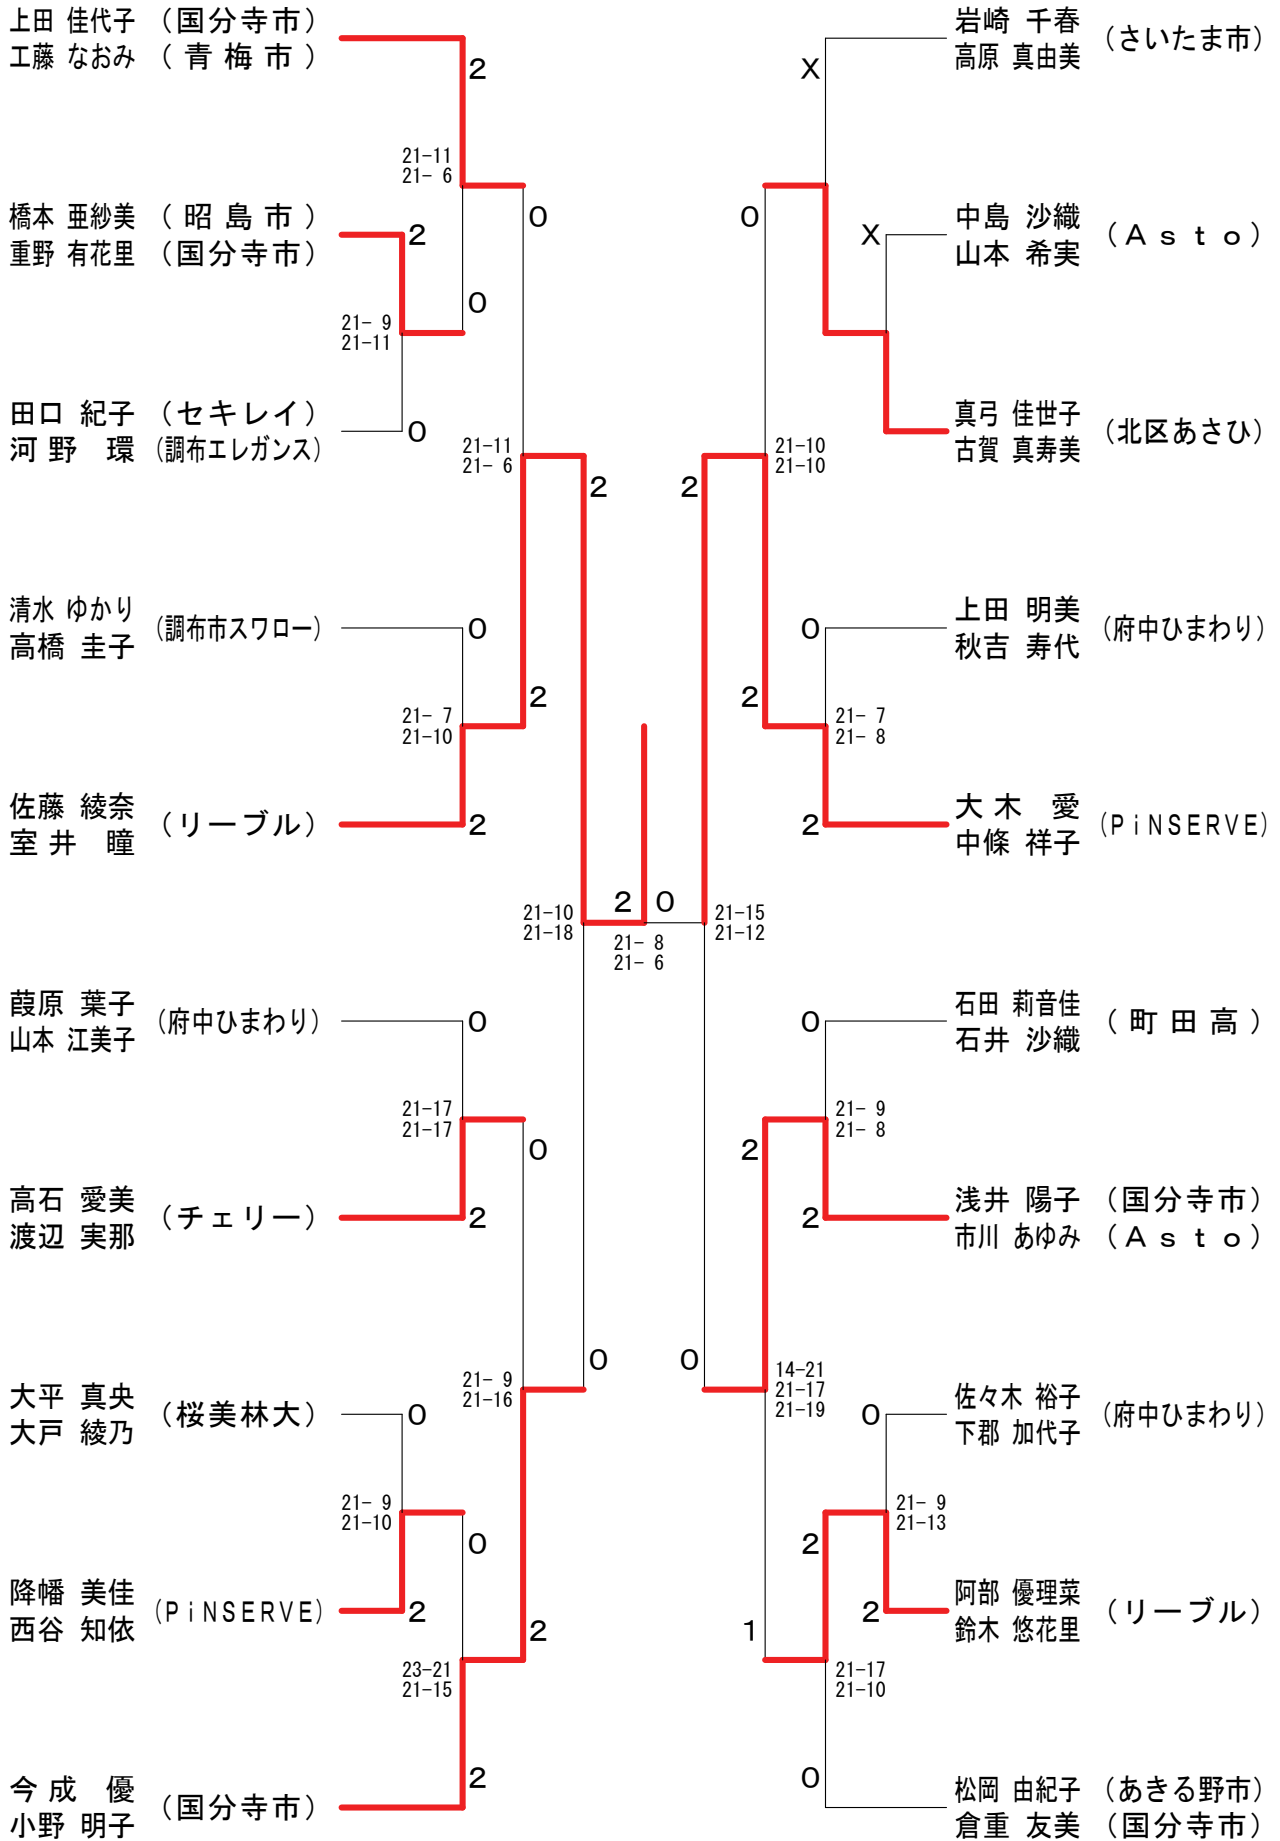 上田 佳代子 (国分寺市)
工藤 なおみ (青梅市)
2
21-11
21- 6
橋本 亜紗美 (昭島市)
重野 有花里 (国分寺市)
2
0
0
21- 9
21-11
田口 紀子 (セキレイ)
河野 環 (調布エレガンス)
0
21-11
21- 6
2
清水 ゆかり
高橋 圭子
(調布市スワロー)
0
2
21- 7
21-10
佐藤 綾奈
室井 瞳
(リーブル)
2
21-10
21-18
2 0
21- 8
21- 6
葭原 葉子
山本 江美子
(府中ひまわり)
0
21-17
21-17
0
高石 愛美
渡辺 実那
(チェリー)
2
0
21- 9
21-16
大平 真央
大戸 綾乃
(桜美林大)
0
21- 9
21-10
0
降幡 美佳
西谷 知依
(PiNSERVE)
2
2
23-21
21-15
今成 優
小野 明子
(国分寺市)
2
岩崎 千春
高原 真由美
(さいたま市)
X
0
X
中島 沙織
山本 希実
(Asto)
真弓 佳世子
古賀 真寿美
(北区あさひ)
21-10
21-10
2
上田 明美
秋吉 寿代
(府中ひまわり)
0
2
21- 7
21- 8
大木 愛
中條 祥子
(PiNSERVE)
2
21-15
21-12
石田 莉音佳
石井 沙織
(町田高)
0
21- 9
21- 8
2
浅井 陽子 (国分寺市)
市川 あゆみ (Asto)
2
0
14-21
21-17
21-19
佐々木 裕子
下郡 加代子
(府中ひまわり)
0
21- 9
21-13
2
阿部 優理菜
鈴木 悠花里
(リーブル)
2
1
21-17
21-10
松岡 由紀子 (あきる野市)
倉重 友美 (国分寺市)
0